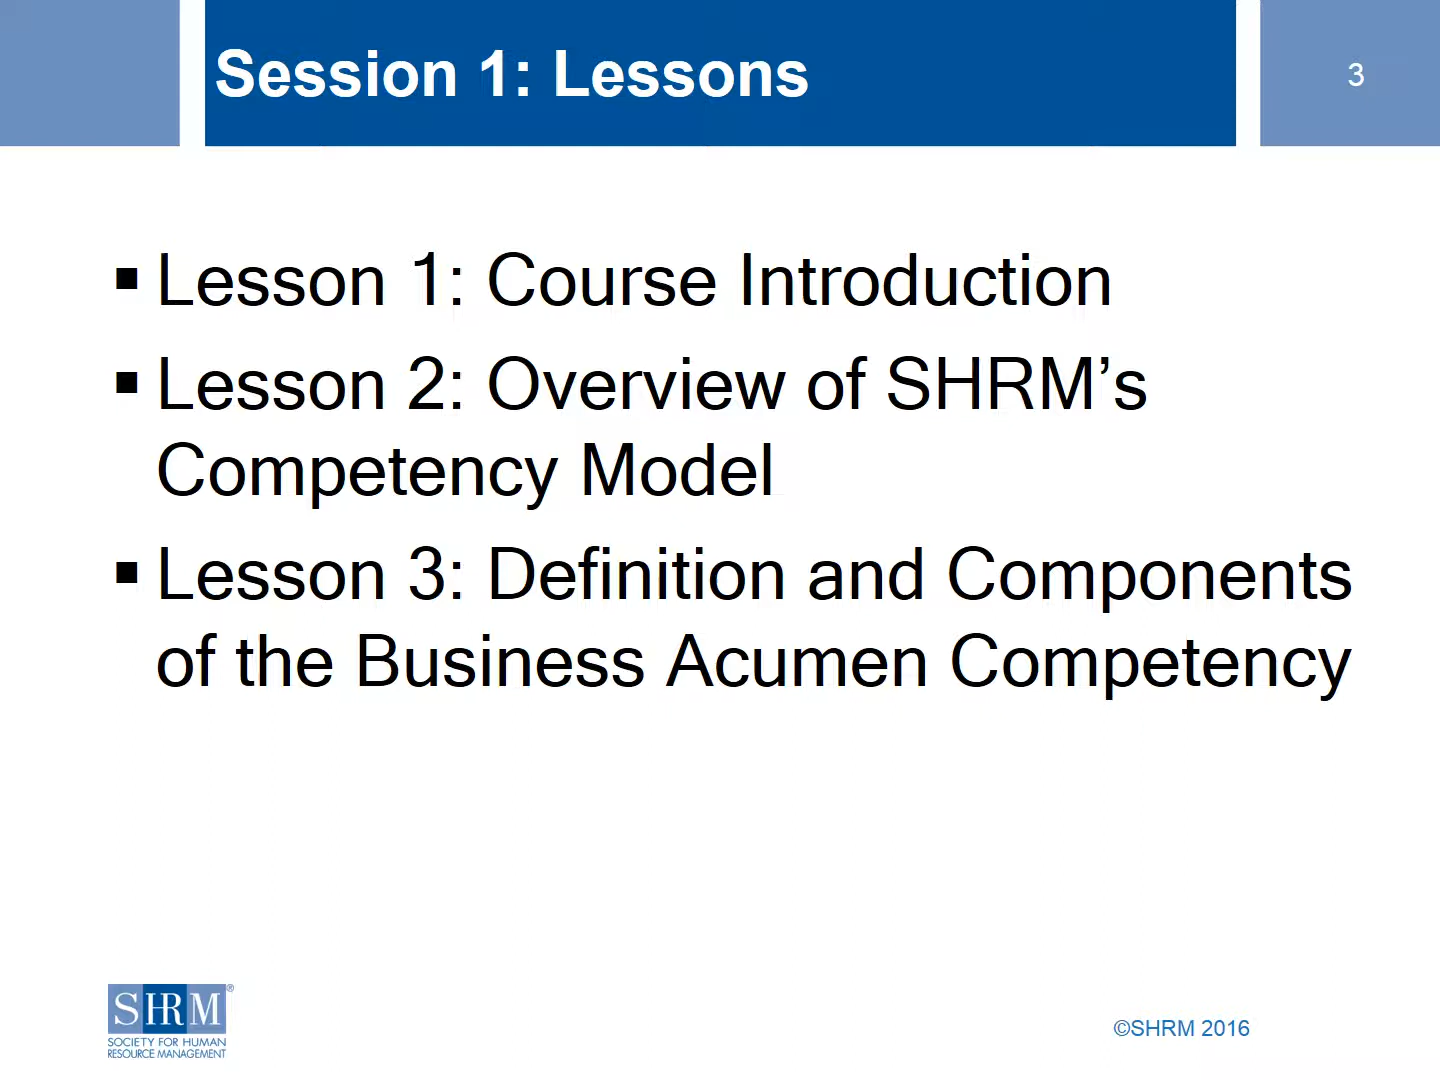 Session 1: Lessons
3
▪ Lesson 1: Course Introduction
▪ Lesson 2: Overview of SHRM’s
Competency Model
▪ Lesson 3: Definition and Components
of the Business Acumen Competency
SHRM®
SOCIETY FOR HUMAN
RESOURCE MANAGEMENT
©SHRM 2016